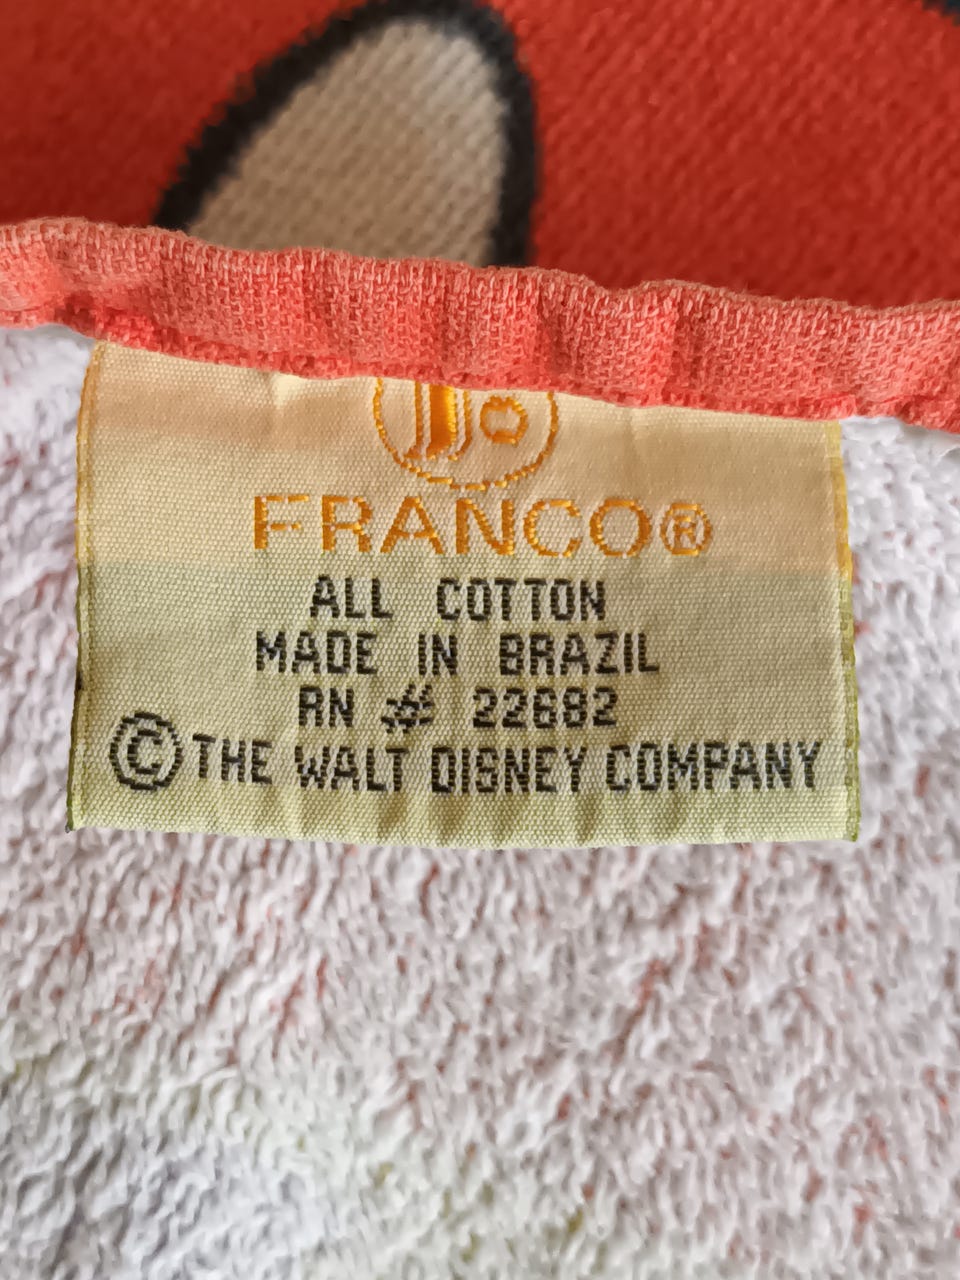 FRANCO®
ALL COTTON
MADE IN BRAZIL
RN # 22682
© THE WALT DISNEY COMPANY